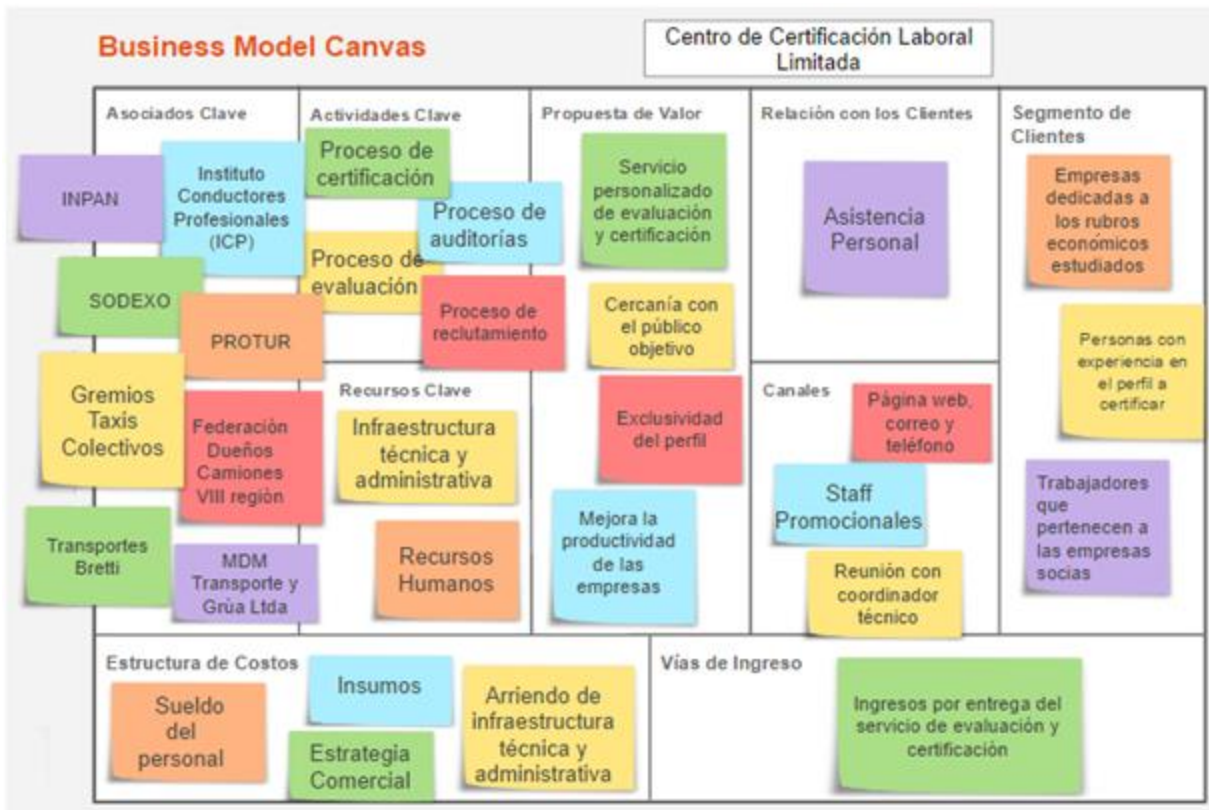 Business Model Canvas
Centro de Certificación Laboral
Limitada
Asociados Clave
INPAN
Instituto
Conductores
Profesionales
(ICP)
SODEXO
PROTUR
Gremios
Taxis
Colectivos
Federación
Dueños
Camiones
VIII región
Transportes
Bretti
MDM
Transporte y
Grúa Ltda
Actividades Clave
Proceso de
certificación
Proceso de
auditorías
Proceso de
evaluación
Proceso de
reclutamiento
Recursos Clave
Infraestructura
técnica y
administrativa
Recursos
Humanos
Propuesta de Valor
Servicio
personalizado
de evaluación
y certificación
Cercanía con
el público
objetivo
Exclusividad
del perfil
Mejora la
productividad
de las
empresas
Relación con los Clientes
Asistencia
Personal
Canales
Página web,
correo y
teléfono
Staff
Promocionales
Reunión con
coordinador
técnico
Segmento de
Clientes
Empresas
dedicadas a
los rubros
económicos
estudiados
Personas con
experiencia en
el perfil a
certificar
Trabajadores
que
pertenecen a
las empresas
socias
Estructura de Costos
Sueldo
del
personal
Insumos
Estrategia
Comercial
Arriendo de
infraestructura
técnica y
administrativa
Vías de Ingreso
Ingresos por entrega del
servicio de evaluación y
certificación